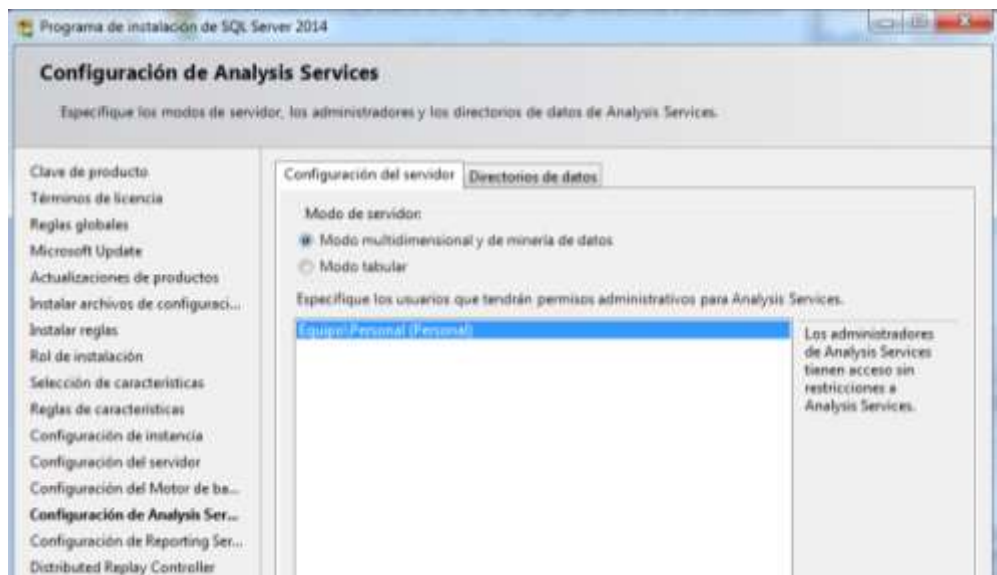 Programa de instalación de SQL Server 2014
Configuración de Analysis Services
Especifique los modos de servidor, los administradores y los directorios de datos de Analysis Services.
Clave de producto
Términos de licencia
Reglas globales
Microsoft Update
Actualizaciones de productos
Instalar archivos de configuraci...
Instalar reglas
Rol de instalación
Selección de características
Reglas de características
Configuración de instancia
Configuración del servidor
Configuración del Motor de ba...
Configuración de Analysis Ser...
Configuración de Reporting Ser...
Distributed Replay Controller
Configuración del servidor
Directorios de datos
Modo de servidor:
Modo multidimensional y de minería de datos
Modo tabular
Especifique los usuarios que tendrán permisos administrativos para Analysis Services.
Equipo\Personal (Personal)
Los administradores
de Analysis Services
tienen acceso sin
restricciones a
Analysis Services.